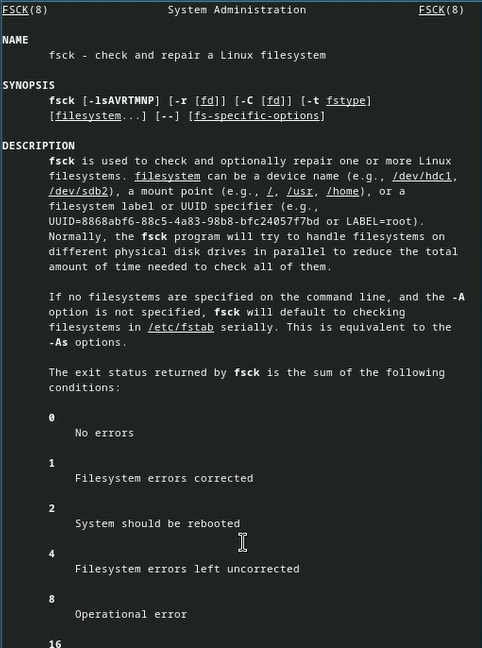 FSCK(8) System Administration FSCK(8)
NAME
fsck - check and repair a Linux filesystem
SYNOPSIS
fsck [-lsAVRTMNP] [-r [fd]] [-C [fd]] [-t fstype]
[filesystem...] [--] [fs-specific-options]
DESCRIPTION
fsck is used to check and optionally repair one or more Linux
filesystems. filesystem can be a device name (e.g., /dev/hdc1,
/dev/sdb2), a mount point (e.g., /, /usr, /home), or a
filesystem label or UUID specifier (e.g.,
UUID=8868abf6-88c5-4a83-98b8-bfc24057f7bd or LABEL=root).
Normally, the fsck program will try to handle filesystems on
different physical disk drives in parallel to reduce the total
amount of time needed to check all of them.
If no filesystems are specified on the command line, and the -A
option is not specified, fsck will default to checking
filesystems in /etc/fstab serially. This is equivalent to the
-As options.
The exit status returned by fsck is the sum of the following
conditions:
0
No errors
1
Filesystem errors corrected
2
System should be rebooted
4
Filesystem errors left uncorrected
8
Operational error
16